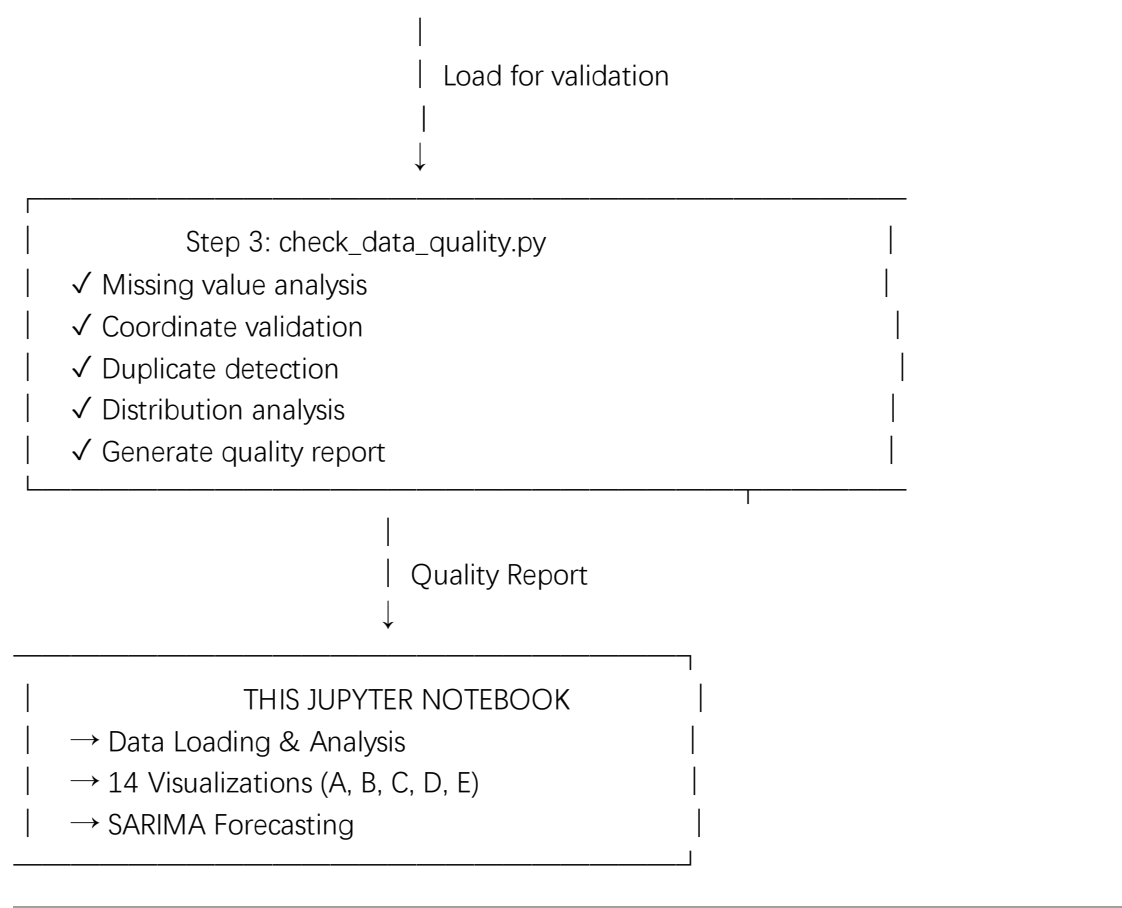 Load for validation
↓
Step 3: check_data_quality.py
✓ Missing value analysis
✓ Coordinate validation
✓ Duplicate detection
✓ Distribution analysis
✓ Generate quality report
Quality Report
↓
THIS JUPYTER NOTEBOOK
→ Data Loading & Analysis
→ 14 Visualizations (A, B, C, D, E)
→ SARIMA Forecasting